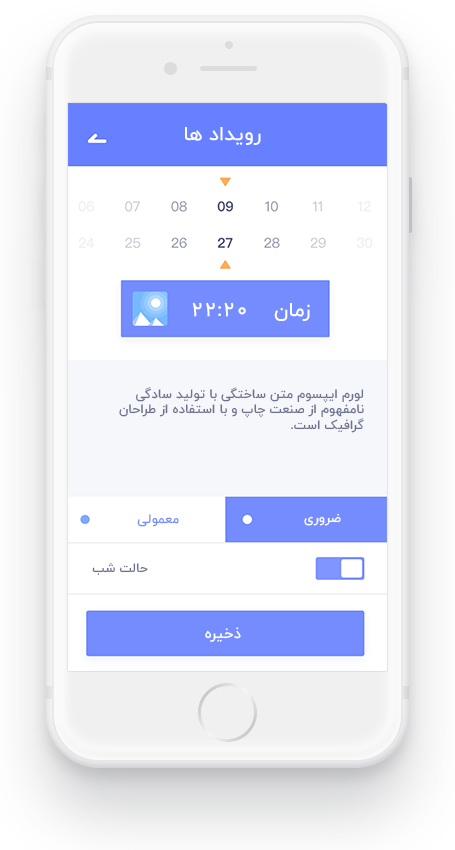 رویداد ها
06 07 08 09 10 11 12
24 25 26 27 28 29 30
زمان ۲۲:۲۰
لورم ایپسوم متن ساختگی با تولید سادگی
نامفهوم از صنعت چاپ و با استفاده از طراحان
گرافیک است.
ضروری معمولی
حالت شب
ذخیره